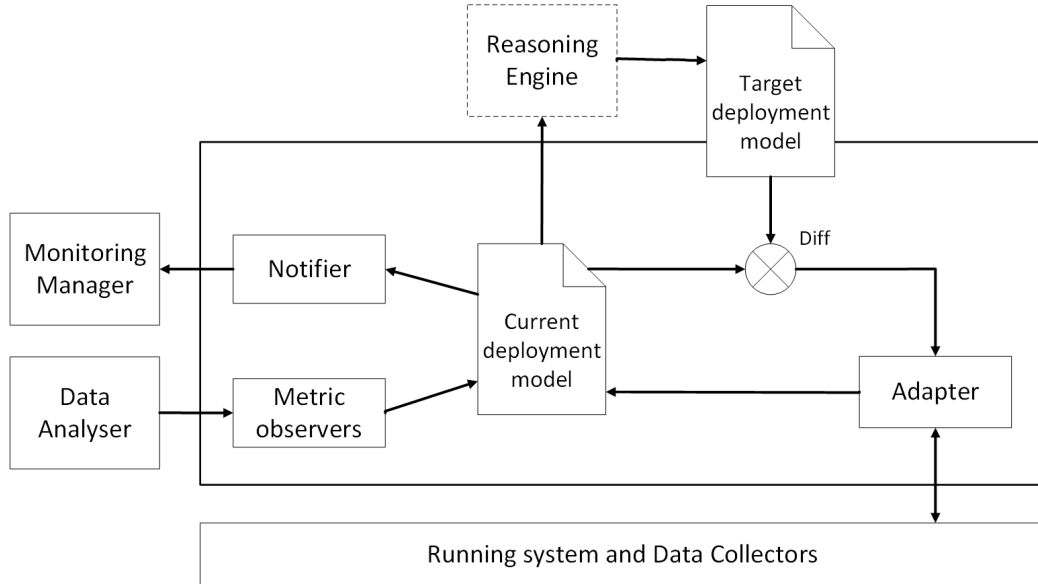 Reasoning
Engine
Target
deployment
model
Diff
Monitoring
Manager
Notifier
Current
deployment
model
Data
Analyser
Metric
observers
Adapter
Running system and Data Collectors